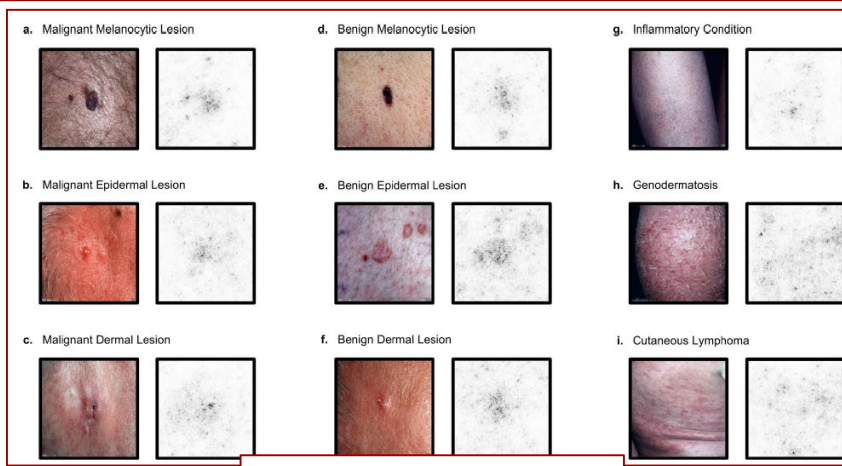 a. Malignant Melanocytic Lesion
d. Benign Melanocytic Lesion
g. Inflammatory Condition
b. Malignant Epidermal Lesion
e. Benign Epidermal Lesion
h. Genodermatosis
c. Malignant Dermal Lesion
f. Benign Dermal Lesion
i. Cutaneous Lymphoma